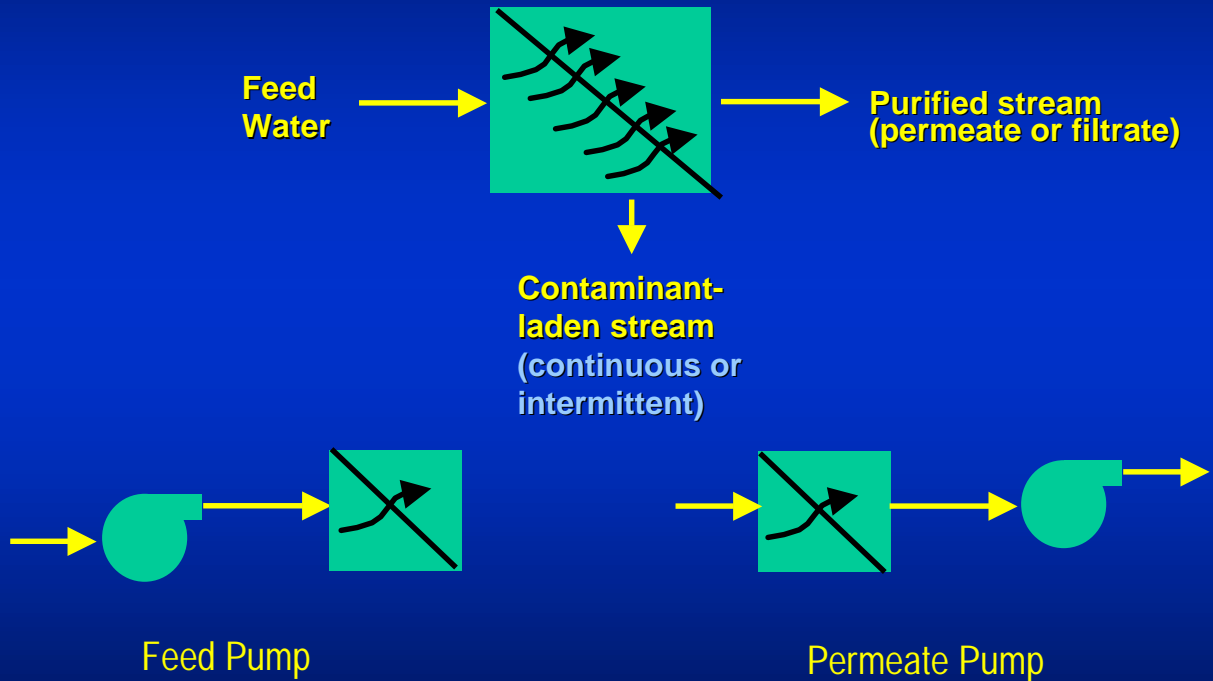 Feed
Water
Purified stream
(permeate or filtrate)
Contaminant-
laden stream
(continuous or
intermittent)
Feed Pump
Permeate Pump